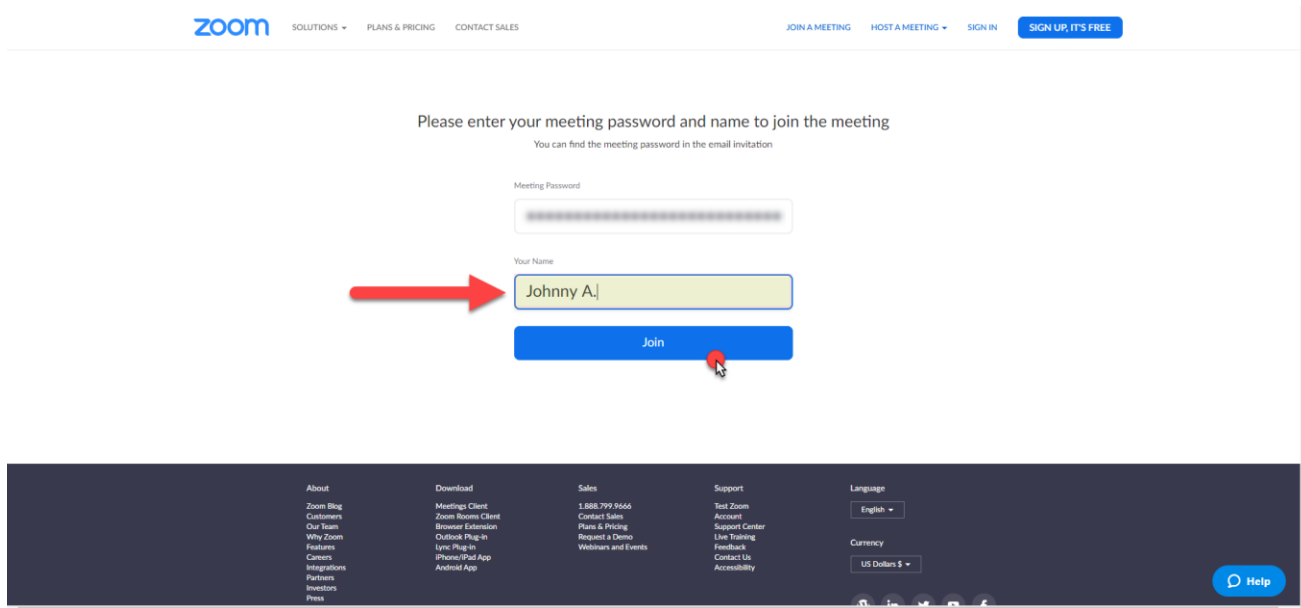 zoom SOLUTIONS PLANS & PRICING CONTACT SALES JOIN A MEETING HOST A MEETING SIGN IN SIGN UP, IT'S FREE
Please enter your meeting password and name to join the meeting
You can find the meeting password in the email invitation
Meeting Password
Your Name
Johnny A.
Join
About
Zoom Blog
Customers
Our Team
Why Zoom
Features
Careers
Integrations
Partners
Investors
Press
Download
Meetings Client
Zoom Rooms Client
Browser Extension
Outlook Plug-in
Lync Plug-in
iPhone/iPad App
Android App
Sales
1.888.799.9666
Contact Sales
Plans & Pricing
Request a Demo
Webinars and Events
Support
Test Zoom
Account
Support Center
Live Training
Feedback
Contact Us
Accessibility
Language
English
Currency
US Dollars $
Help